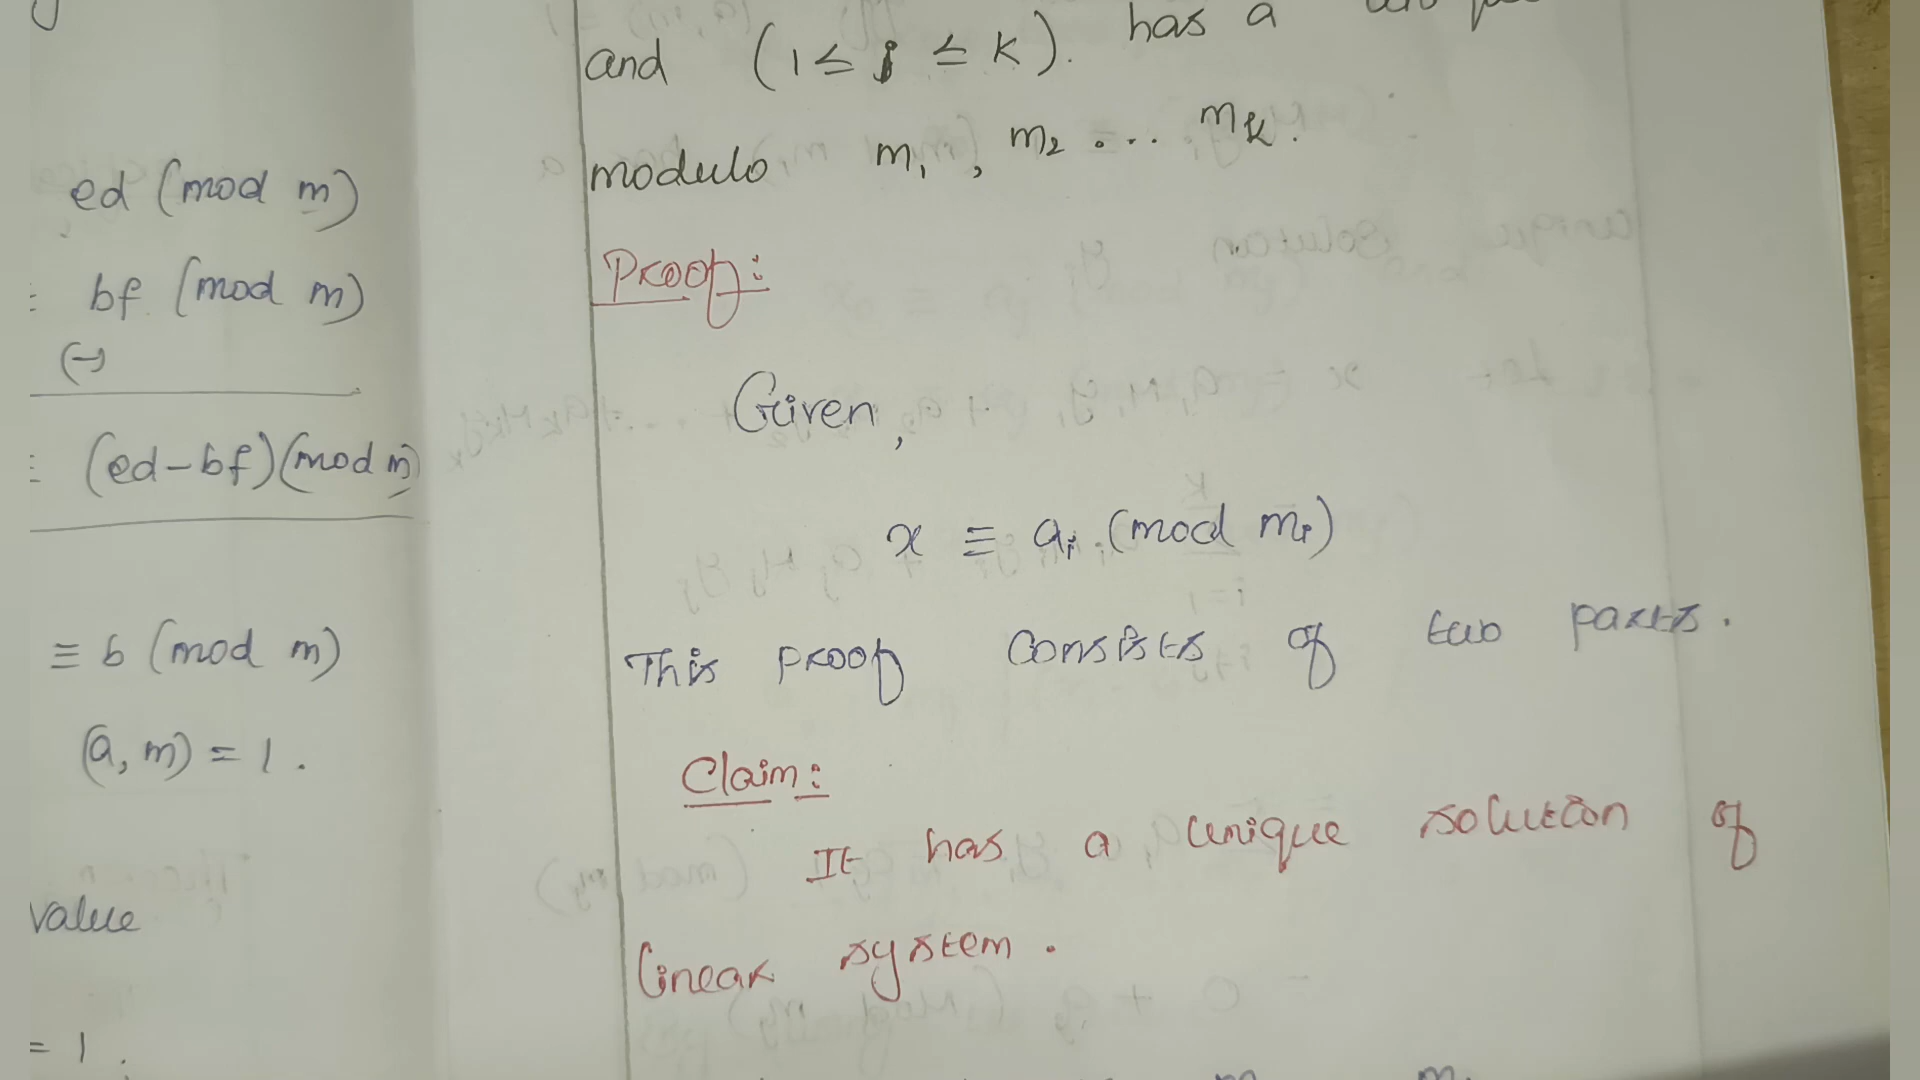 ed (mod m)
≡ bf (mod m)
(-)
≡ (ed-bf)(mod m)
≡ b (mod m)
(a, m) = 1 .
value
= 1 .
and (1 ≤ j ≤ k). has a
modulo m₁, m₂ ... mₖ.
Proof:
Given,
x ≡ aᵢ (mod mᵢ)
This proof consists of two parts.
Claim:
It has a unique solution of
linear system .